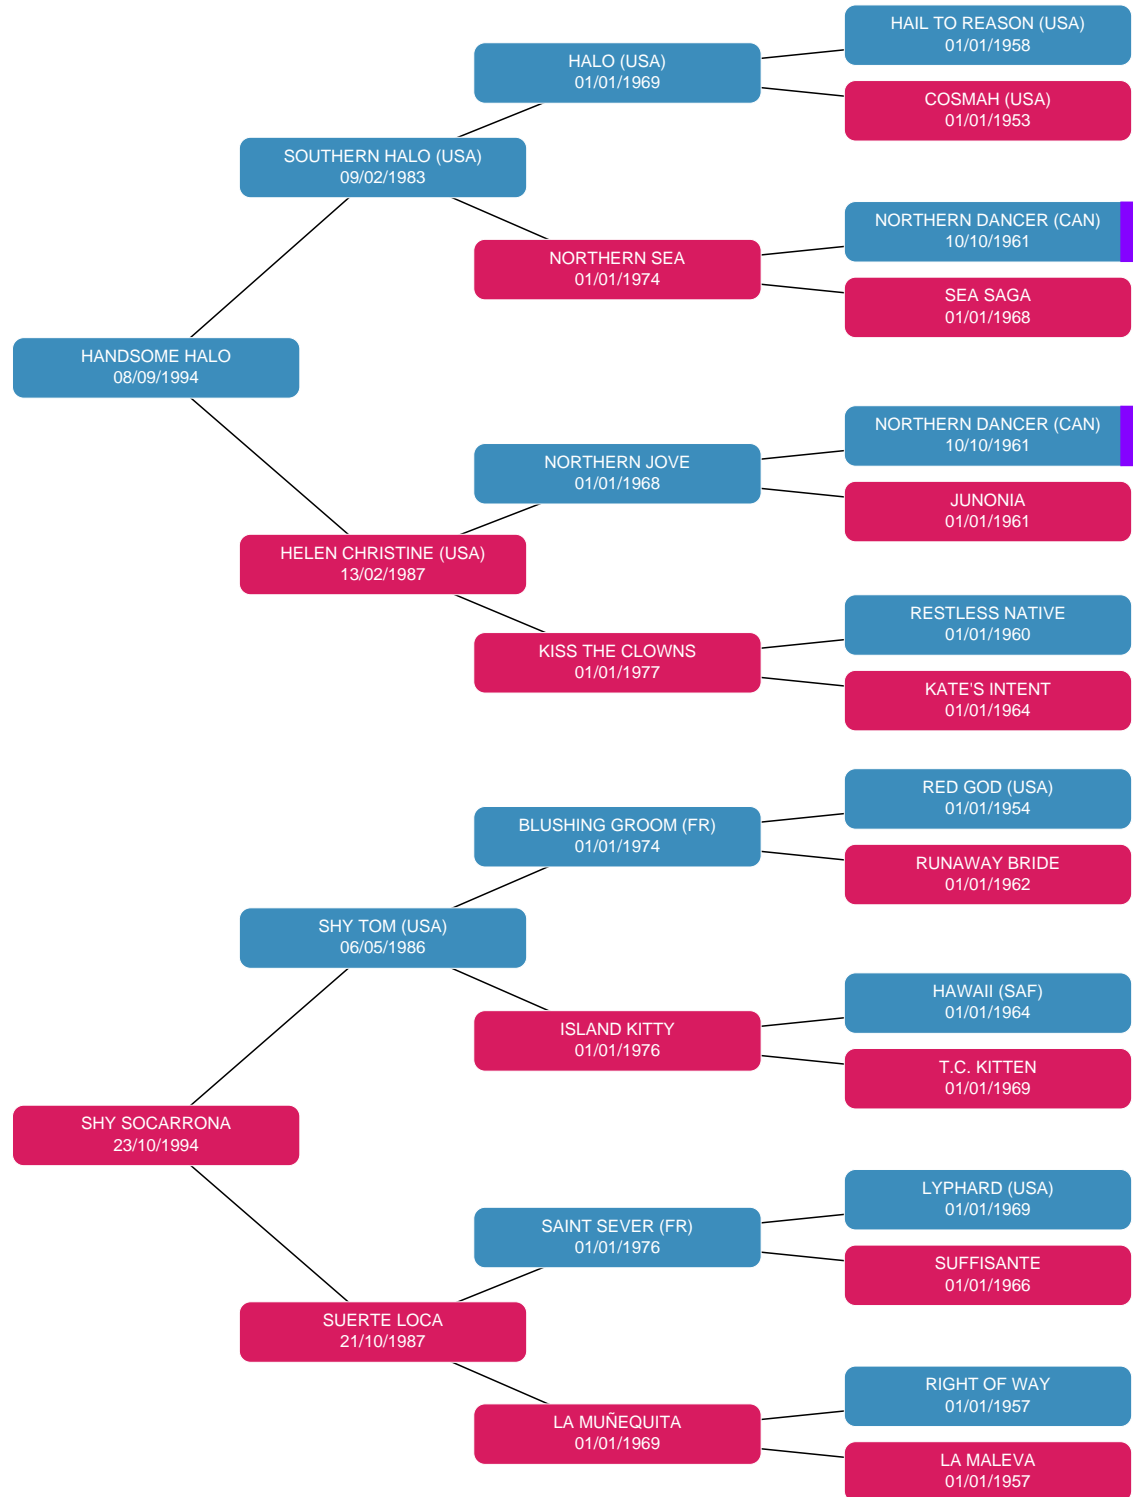 HAIL TO REASON (USA)
01/01/1958
HALO (USA)
01/01/1969
COSMAH (USA)
01/01/1953
SOUTHERN HALO (USA)
09/02/1983
NORTHERN DANCER (CAN)
10/10/1961
NORTHERN SEA
01/01/1974
SEA SAGA
01/01/1968
HANDSOME HALO
08/09/1994
NORTHERN DANCER (CAN)
10/10/1961
NORTHERN JOVE
01/01/1968
JUNONIA
01/01/1961
HELEN CHRISTINE (USA)
13/02/1987
RESTLESS NATIVE
01/01/1960
KISS THE CLOWNS
01/01/1977
KATE'S INTENT
01/01/1964
RED GOD (USA)
01/01/1954
BLUSHING GROOM (FR)
01/01/1974
RUNAWAY BRIDE
01/01/1962
SHY TOM (USA)
06/05/1986
HAWAII (SAF)
01/01/1964
ISLAND KITTY
01/01/1976
T.C. KITTEN
01/01/1969
SHY SOCARRONA
23/10/1994
LYPHARD (USA)
01/01/1969
SAINT SEVER (FR)
01/01/1976
SUFFISANTE
01/01/1966
SUERTE LOCA
21/10/1987
RIGHT OF WAY
01/01/1957
LA MUÑEQUITA
01/01/1969
LA MALEVA
01/01/1957